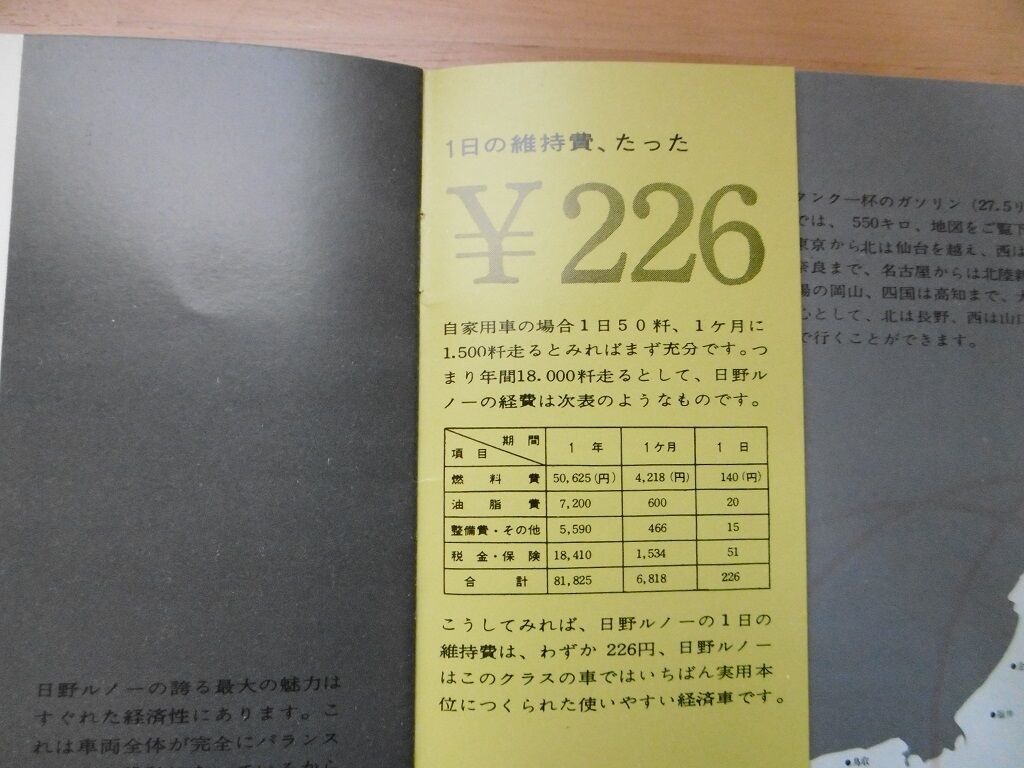 1日の維持費、たった
¥226
自家用車の場合1日50粁、1ケ月に
1.500粁走るとみればまず充分です。つ
まり年間18.000粁走るとして、日野ル
ノーの経費は次表のようなものです。
期間 項目 1年 1ケ月 1日
燃料費 50,625(円) 4,218(円) 140(円)
油脂費 7,200 600 20
整備費・その他 5,590 466 15
税金・保険 18,410 1,534 51
合計 81,825 6,818 226
こうしてみれば、日野ルノーの1日の
維持費は、わずか 226円、日野ルノー
はこのクラスの車ではいちばん実用本
位につくられた使いやすい経済車です。
日野ルノーの誇る最大の魅力は
すぐれた経済性にあります。こ
れは車両全体が完全にバランス
ンク一杯のガソリン(27.5リ
では、550キロ、地図をご覧下
東京から北は仙台を越え、西は
奈良まで、名古屋からは北陸
場の岡山、四国は高知まで、
心として、北は長野、西は山口
で行くことができます。
鳥取